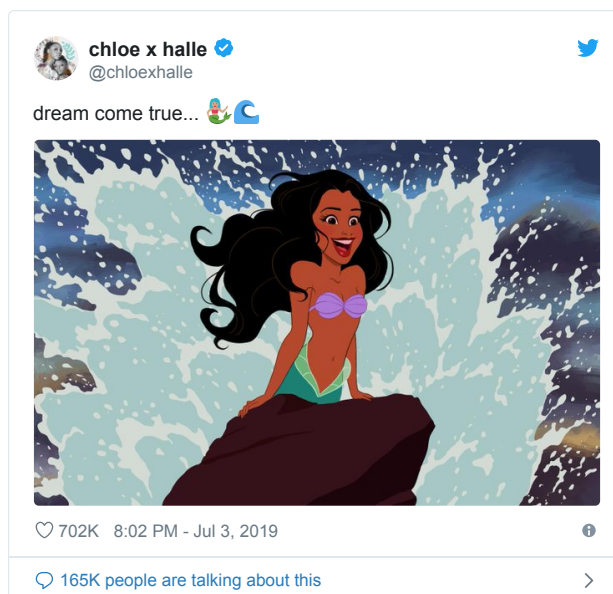 chloe x halle
@chloexhalle
dream come true... 🧜‍♀️🌊
702K 8:02 PM - Jul 3, 2019
165K people are talking about this